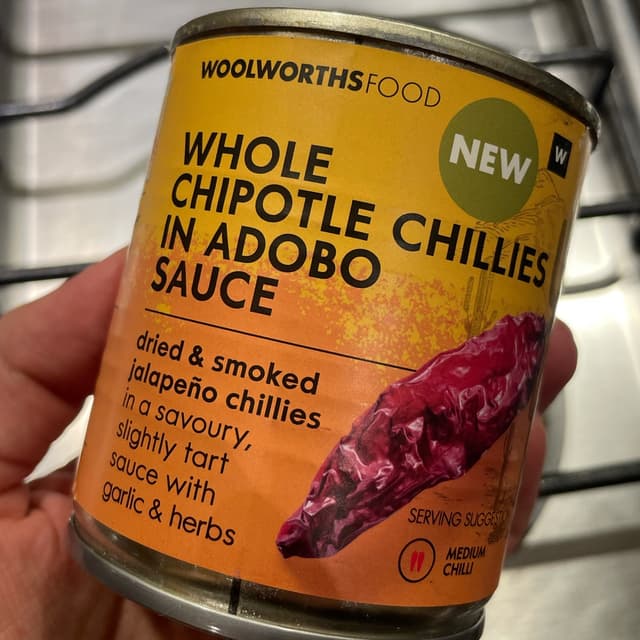 WOOLWORTHSFOOD
NEW
W
WHOLE
CHIPOTLE CHILLIES
IN ADOBO
SAUCE
dried & smoked
jalapeño chillies
in a savoury,
slightly tart
sauce with
garlic & herbs
SERVING
MEDIUM
CHILLI